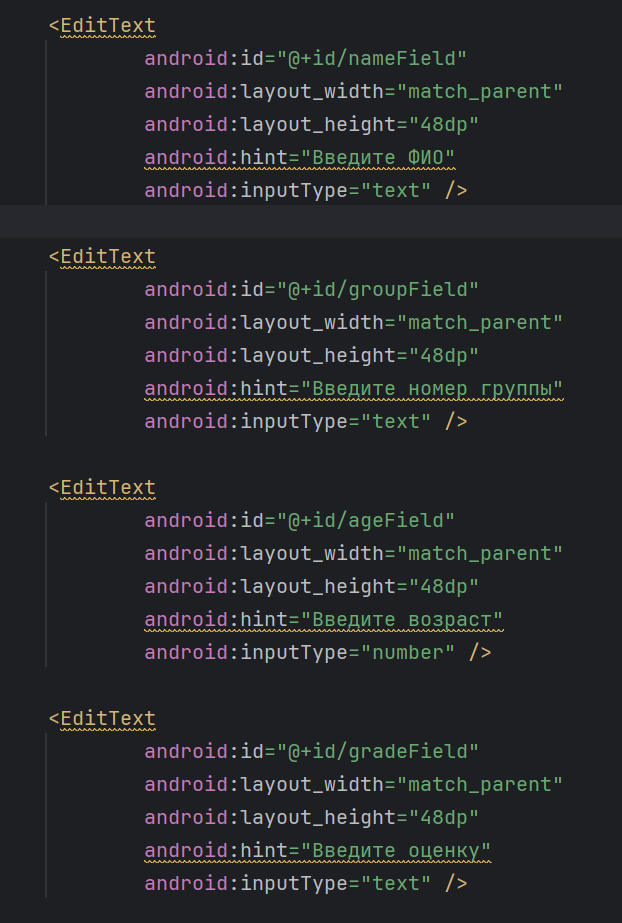 <EditText
android:id="@+id/nameField"
android:layout_width="match_parent"
android:layout_height="48dp"
android:hint="Введите ФИО"
android:inputType="text" />
<EditText
android:id="@+id/groupField"
android:layout_width="match_parent"
android:layout_height="48dp"
android:hint="Введите номер группы"
android:inputType="text" />
<EditText
android:id="@+id/ageField"
android:layout_width="match_parent"
android:layout_height="48dp"
android:hint="Введите возраст"
android:inputType="number" />
<EditText
android:id="@+id/gradeField"
android:layout_width="match_parent"
android:layout_height="48dp"
android:hint="Введите оценку"
android:inputType="text" />